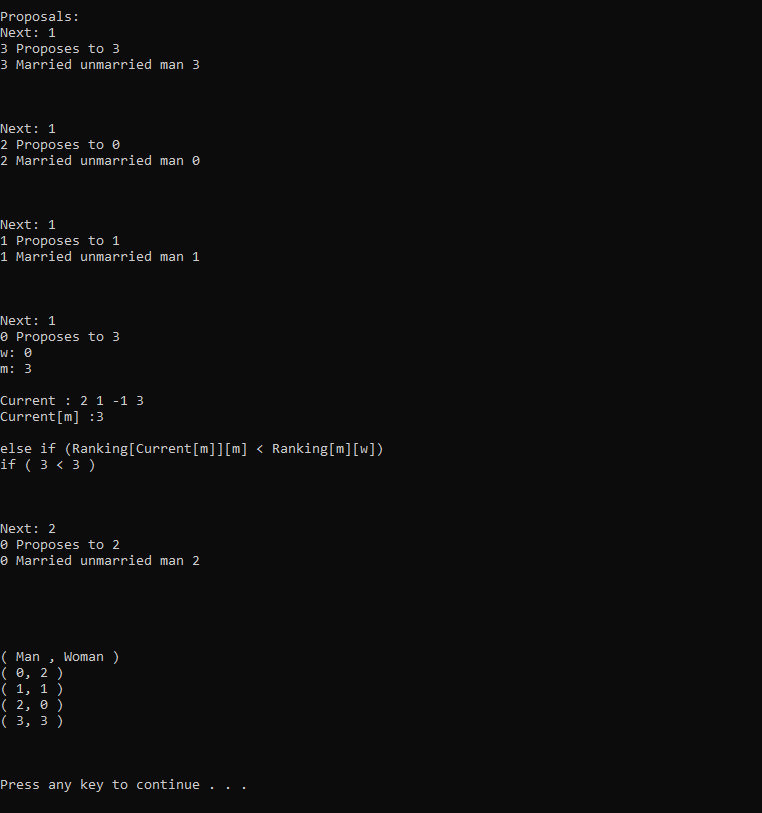 Proposals:
Next: 1
3 Proposes to 3
3 Married unmarried man 3
Next: 1
2 Proposes to 0
2 Married unmarried man 0
Next: 1
1 Proposes to 1
1 Married unmarried man 1
Next: 1
0 Proposes to 3
w: 0
m: 3
Current : 2 1 -1 3
Current[m] :3
else if (Ranking[Current[m]][m] < Ranking[m][w])
if ( 3 < 3 )
Next: 2
0 Proposes to 2
0 Married unmarried man 2
( Man , Woman )
( 0, 2 )
( 1, 1 )
( 2, 0 )
( 3, 3 )
Press any key to continue . . .